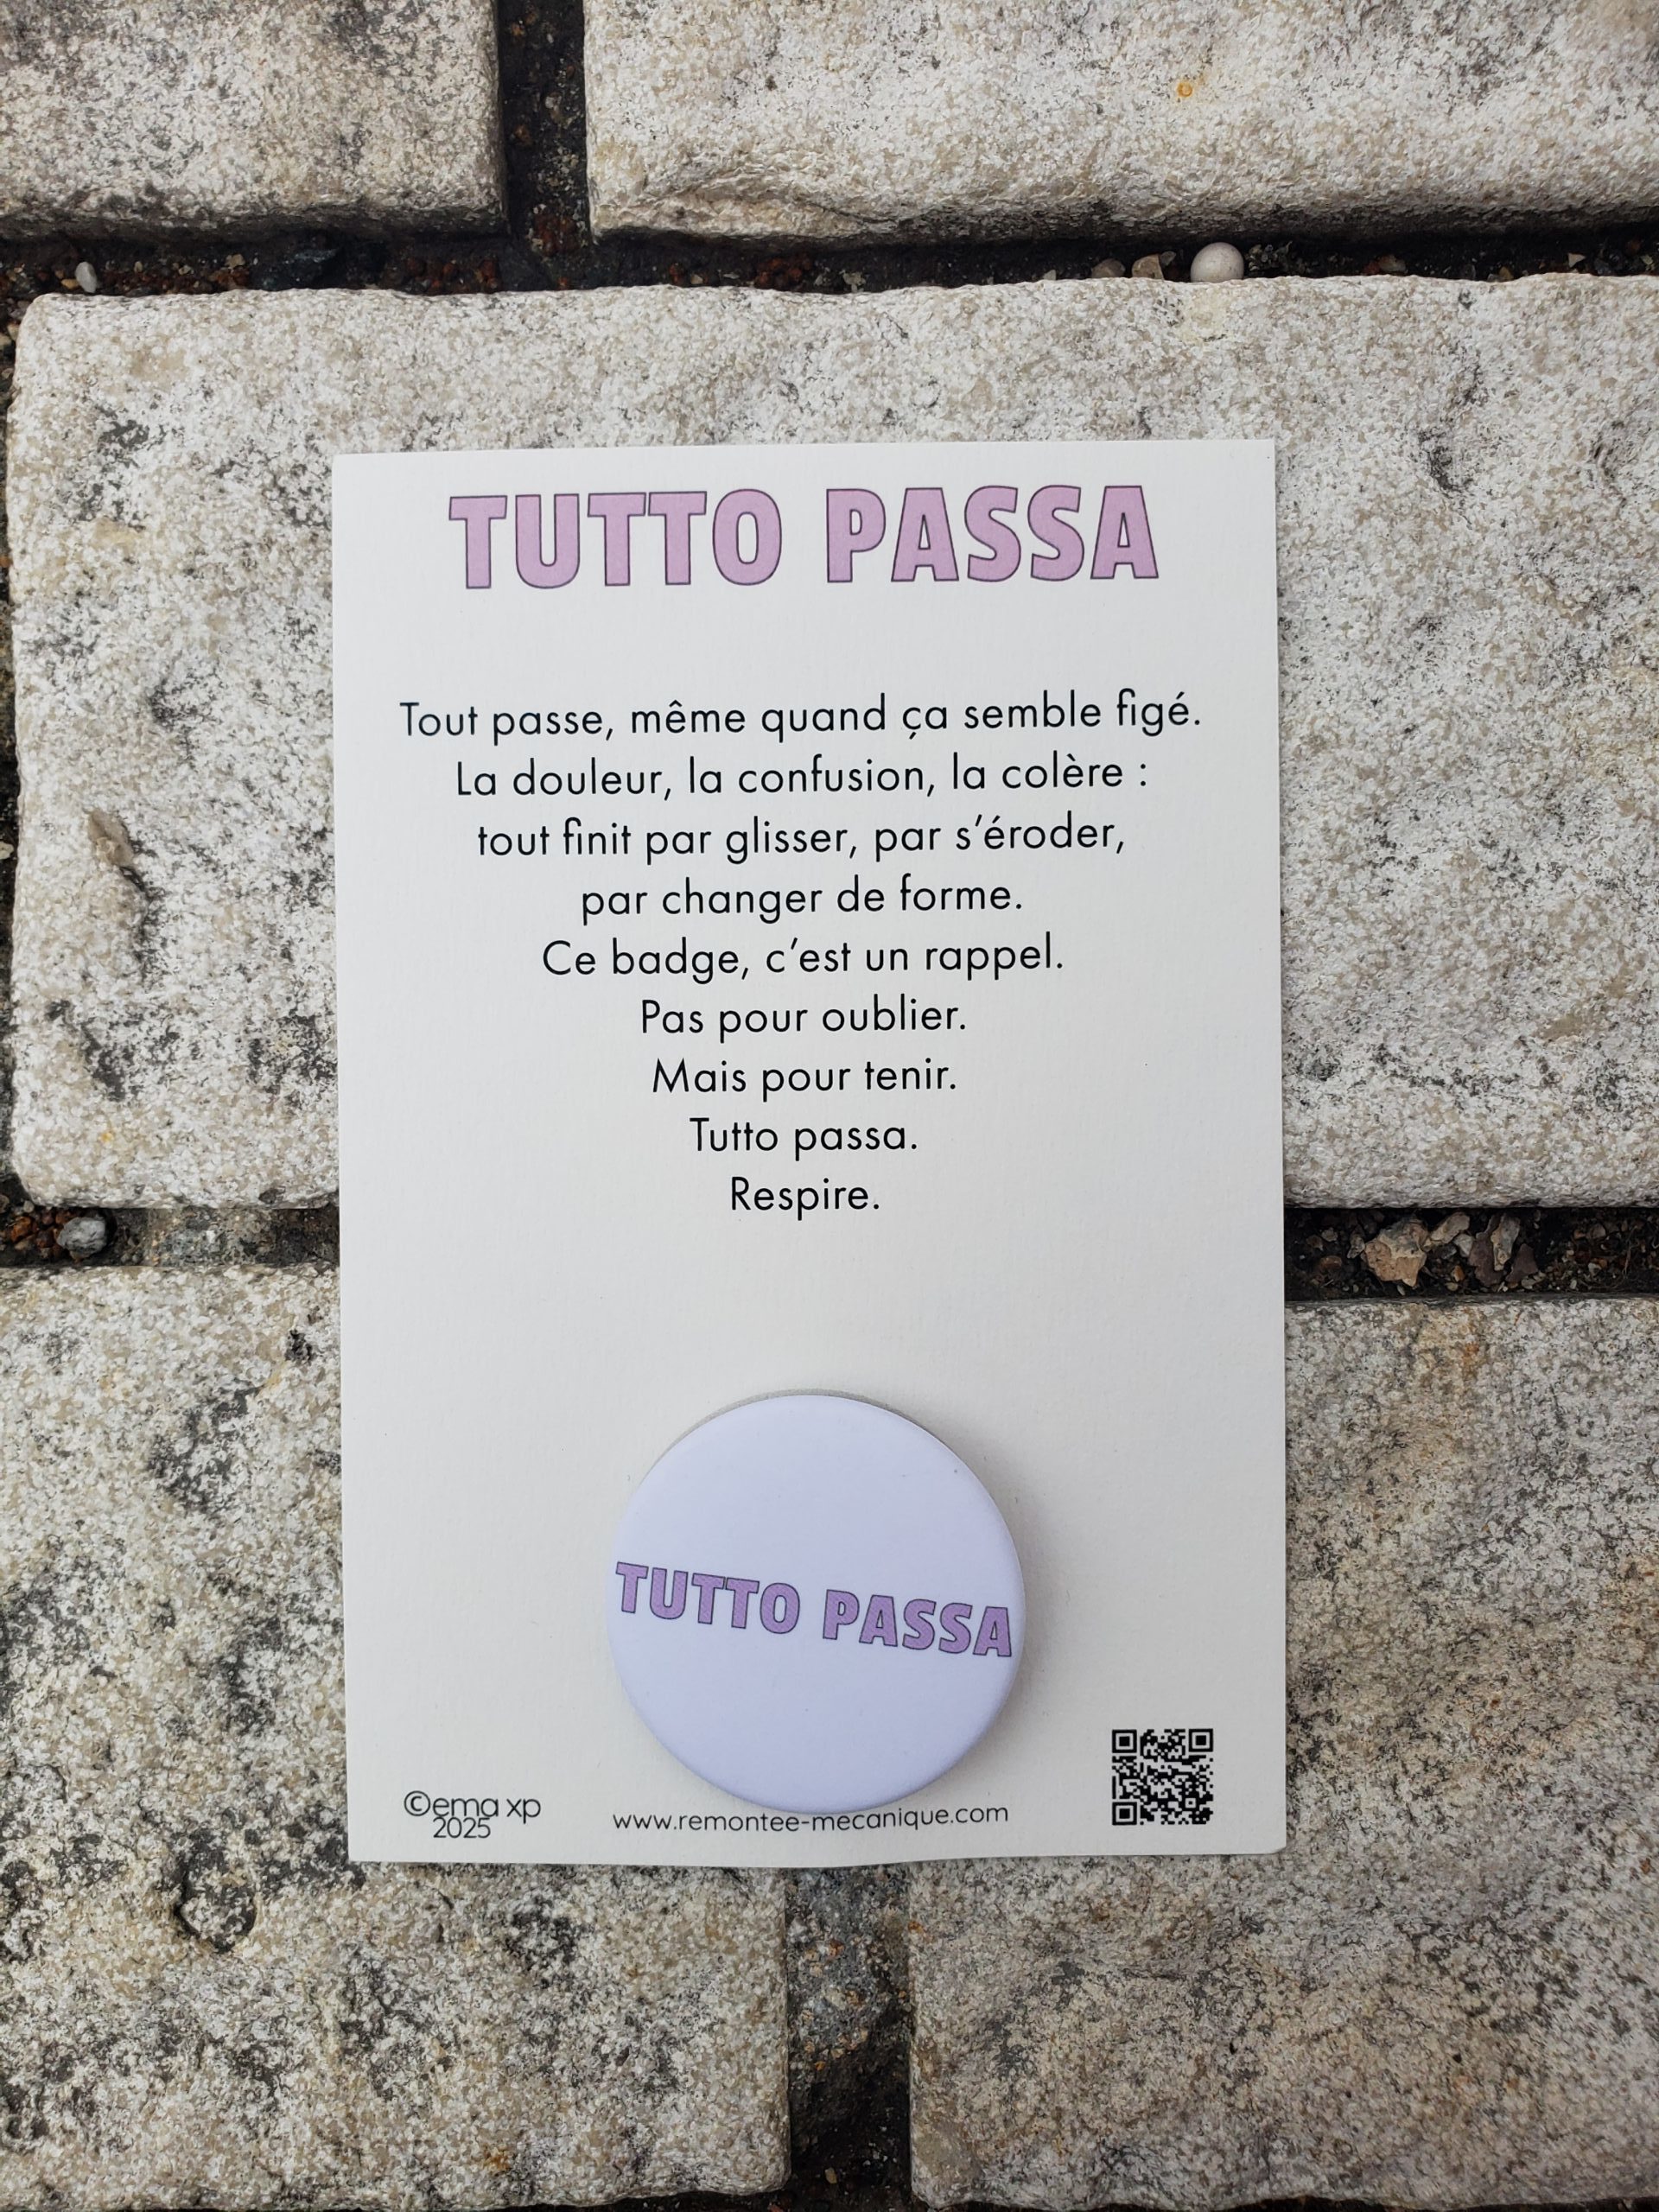 TUTTO PASSA
Tout passe, même quand ça semble figé.
La douleur, la confusion, la colère :
tout finit par glisser, par s'éroder,
par changer de forme.
Ce badge, c'est un rappel.
Pas pour oublier.
Mais pour tenir.
Tutto passa.
Respire.
TUTTO PASSA
©ema xp
2025
www.remontee-mecanique.com